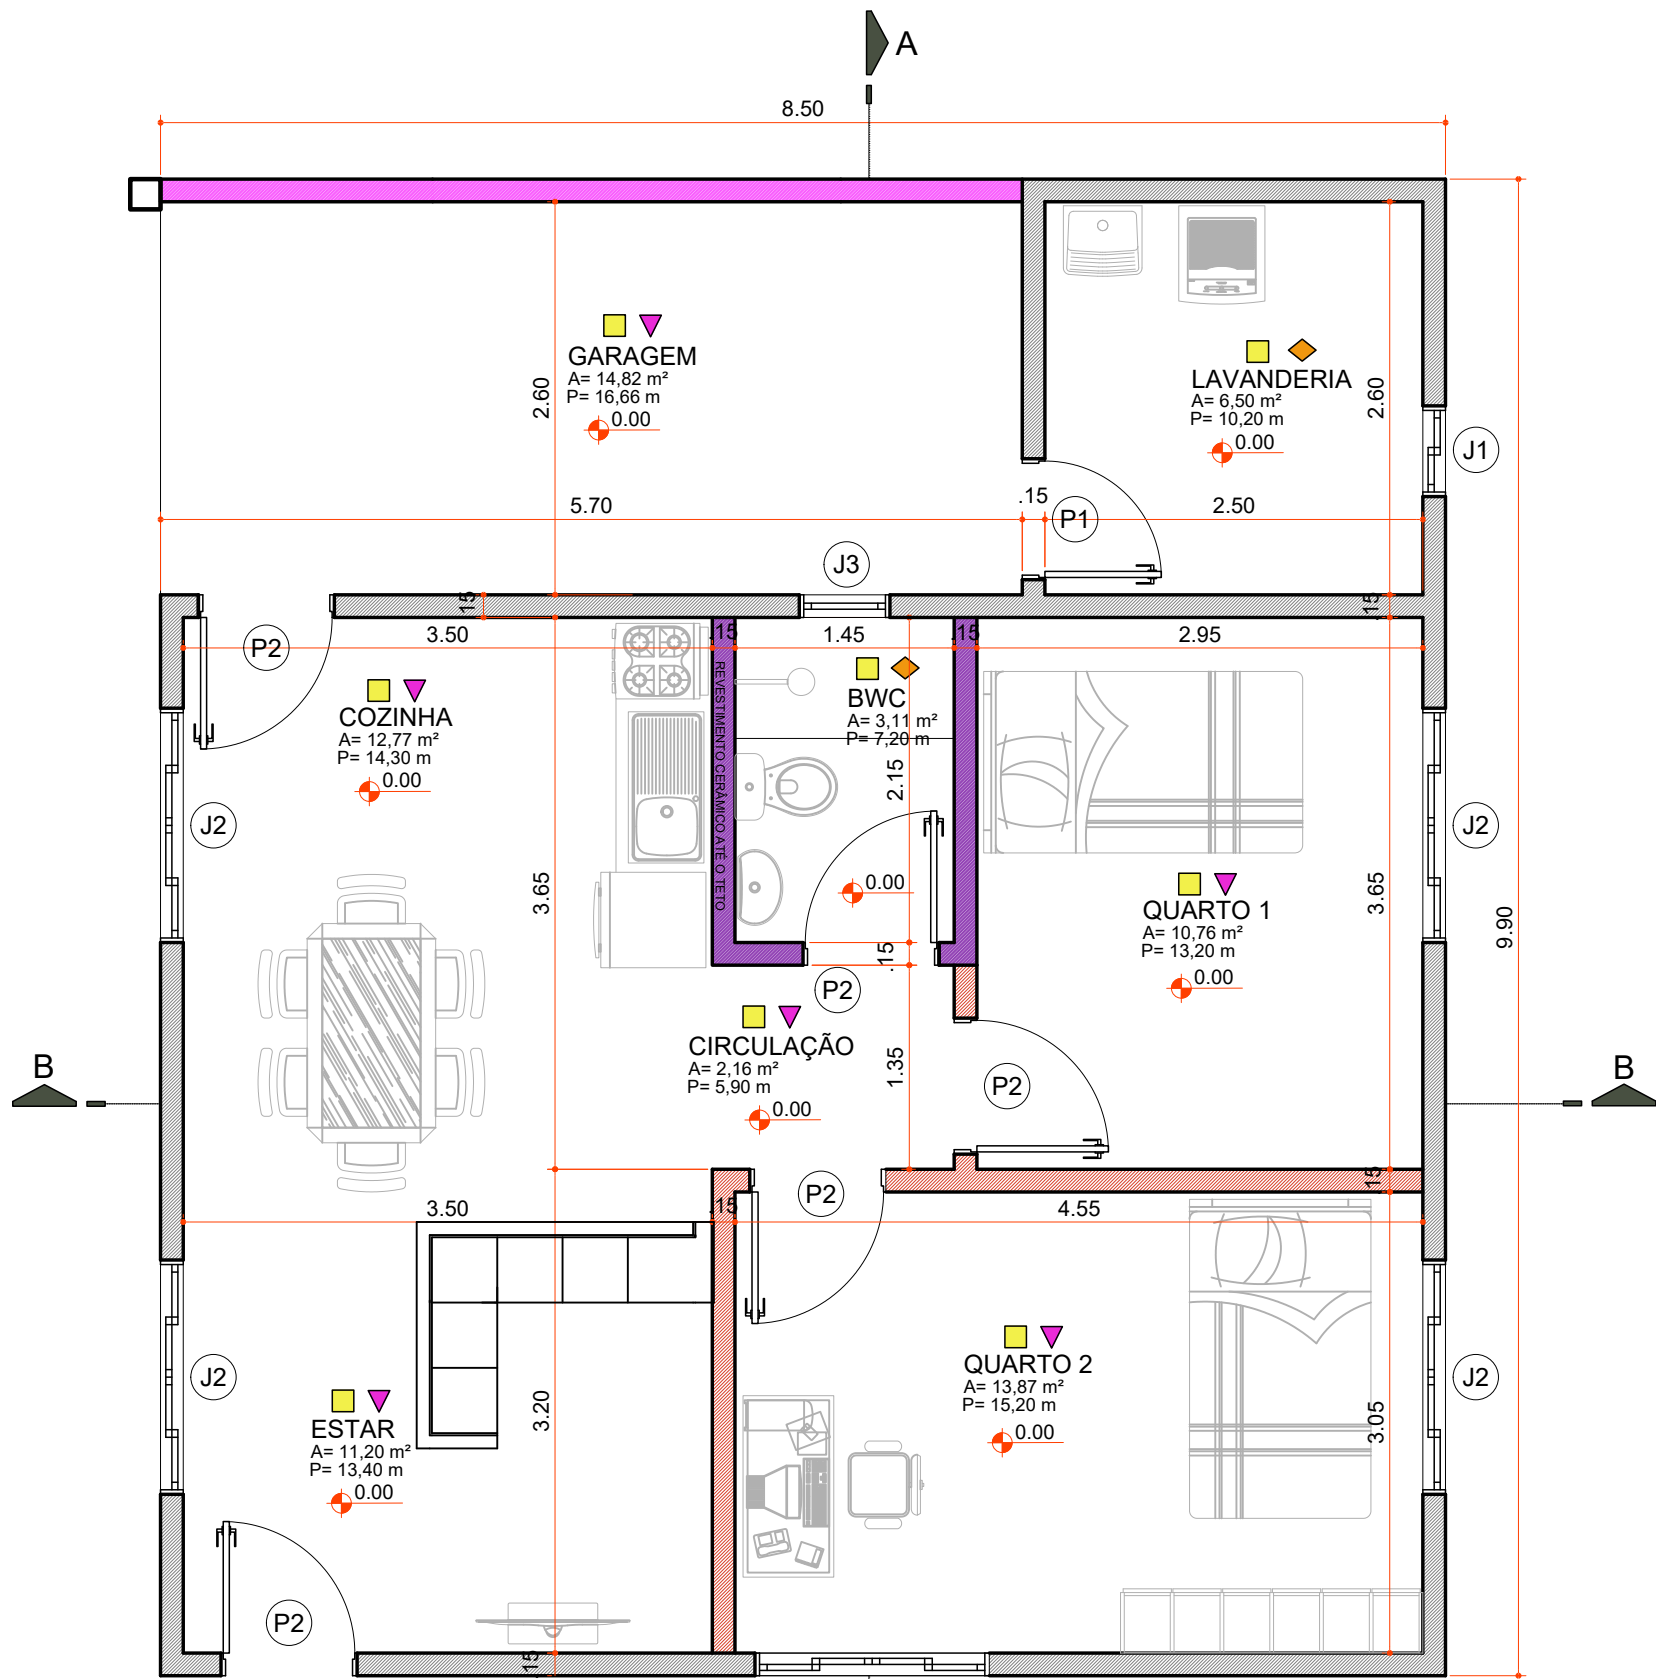 A
8.50
GARAGEM
A= 14,82 m²
P= 16,66 m
0.00
2.60
LAVANDERIA
A= 6,50 m²
P= 10,20 m
0.00
2.60
J1
5.70
.15
P1
2.50
J3
.15
.15
P2
3.50
.15
1.45
.15
2.95
COZINHA
A= 12,77 m²
P= 14,30 m
0.00
REVESTIMENTO CERÂMICO ATÉ O TETO
BWC
A= 3,11 m²
P= 7,20 m
2.15
0.00
J2
J2
3.65
QUARTO 1
A= 10,76 m²
P= 13,20 m
0.00
3.65
9.90
.15
P2
CIRCULAÇÃO
A= 2,16 m²
P= 5,90 m
0.00
1.35
P2
B
B
P2
.15
3.50
.15
4.55
J2
J2
QUARTO 2
A= 13,87 m²
P= 15,20 m
0.00
ESTAR
A= 11,20 m²
P= 13,40 m
0.00
3.20
3.05
P2
.15